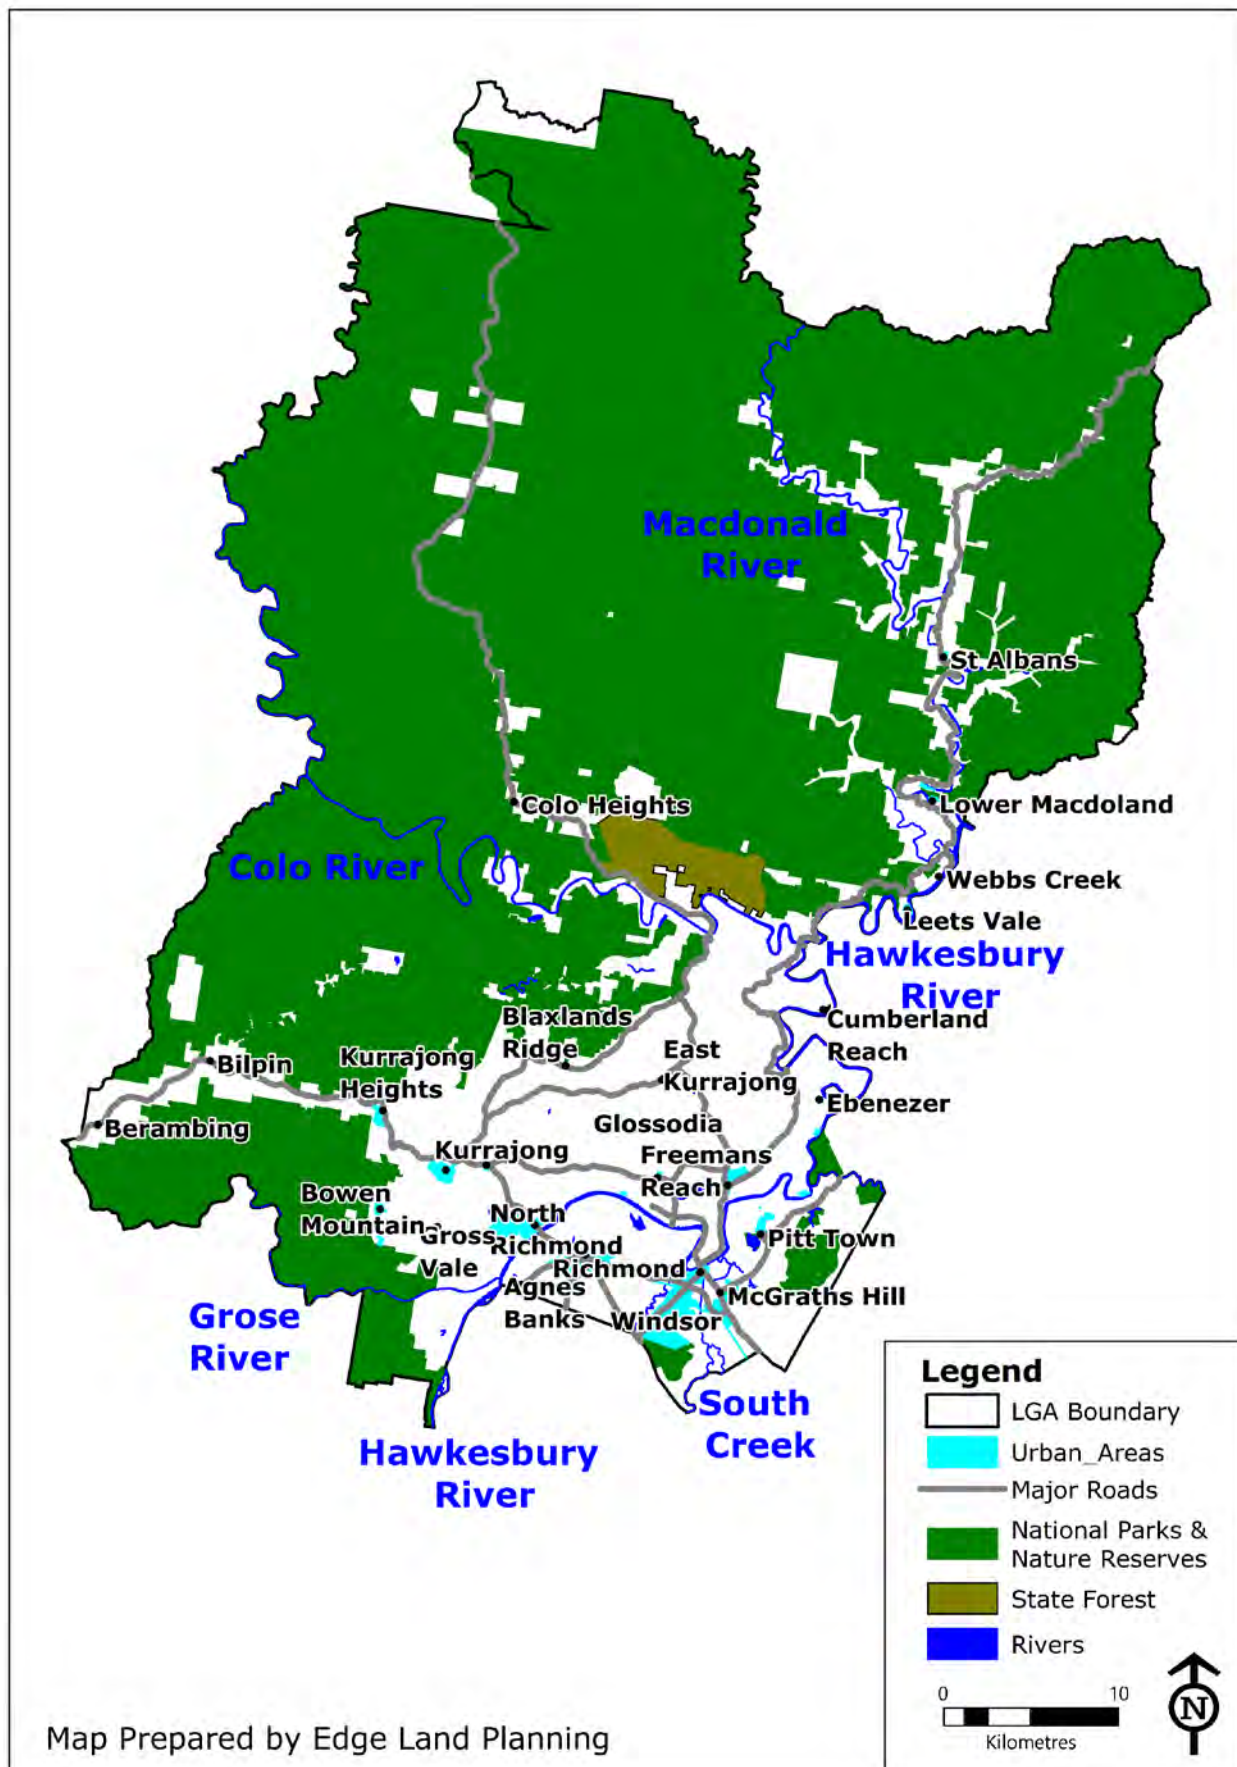 Macdonald
River
St Albans
Colo Heights
Lower Macdoland
Colo River
Webbs Creek
Leets Vale
Hawkesbury
River
Blaxlands
Ridge
Cumberland
Reach
East
Kurrajong
Bilpin
Kurrajong
Heights
Berambing
Ebenezer
Glossodia
Kurrajong
Freemans
Reach
Bowen
Mountain
Gross
Vale
North
Richmond
Pitt Town
Richmond
Agnes
Banks
McGraths Hill
Windsor
Grose
River
South
Creek
Hawkesbury
River
Legend
LGA Boundary
Urban_Areas
Major Roads
National Parks &
Nature Reserves
State Forest
Rivers
0 10
Kilometres
N
Map Prepared by Edge Land Planning